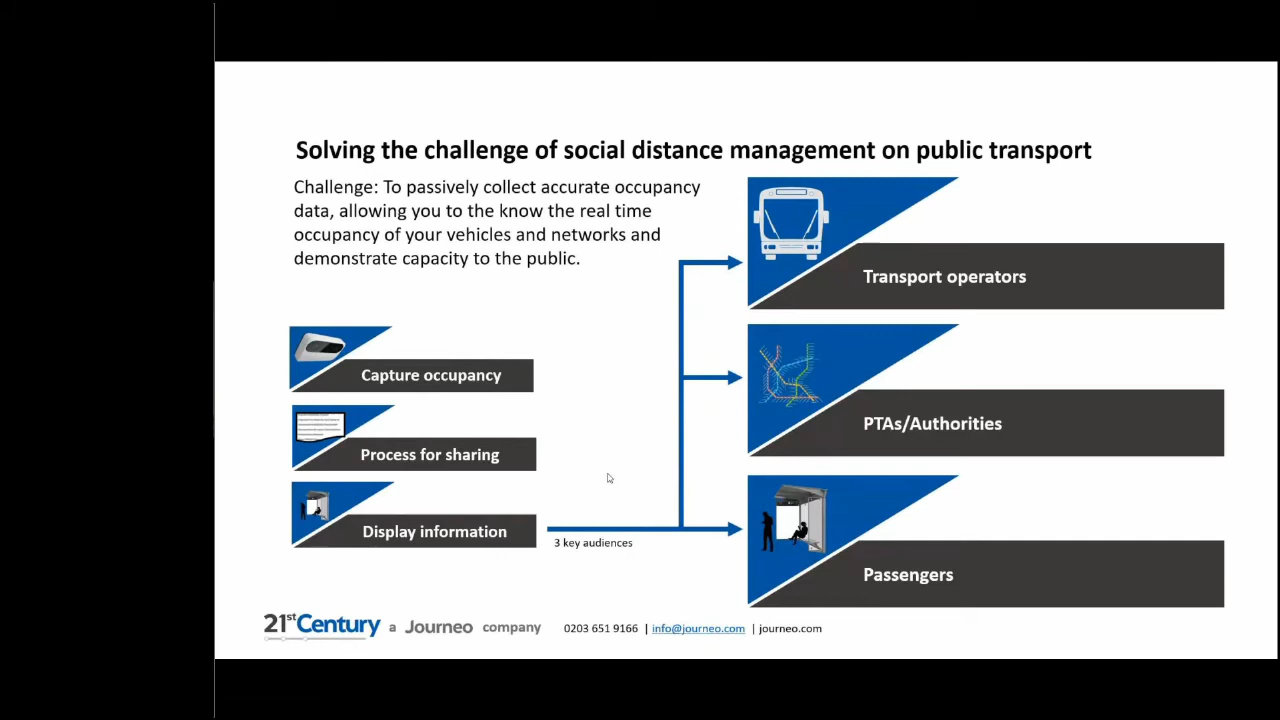 Solving the challenge of social distance management on public transport
Challenge: To passively collect accurate occupancy
data, allowing you to the know the real time
occupancy of your vehicles and networks and
demonstrate capacity to the public.
Capture occupancy
Process for sharing
Display information
3 key audiences
Transport operators
PTAs/Authorities
Passengers
21st Century a Journeo company 0203 651 9166 | info@journeo.com | journeo.com